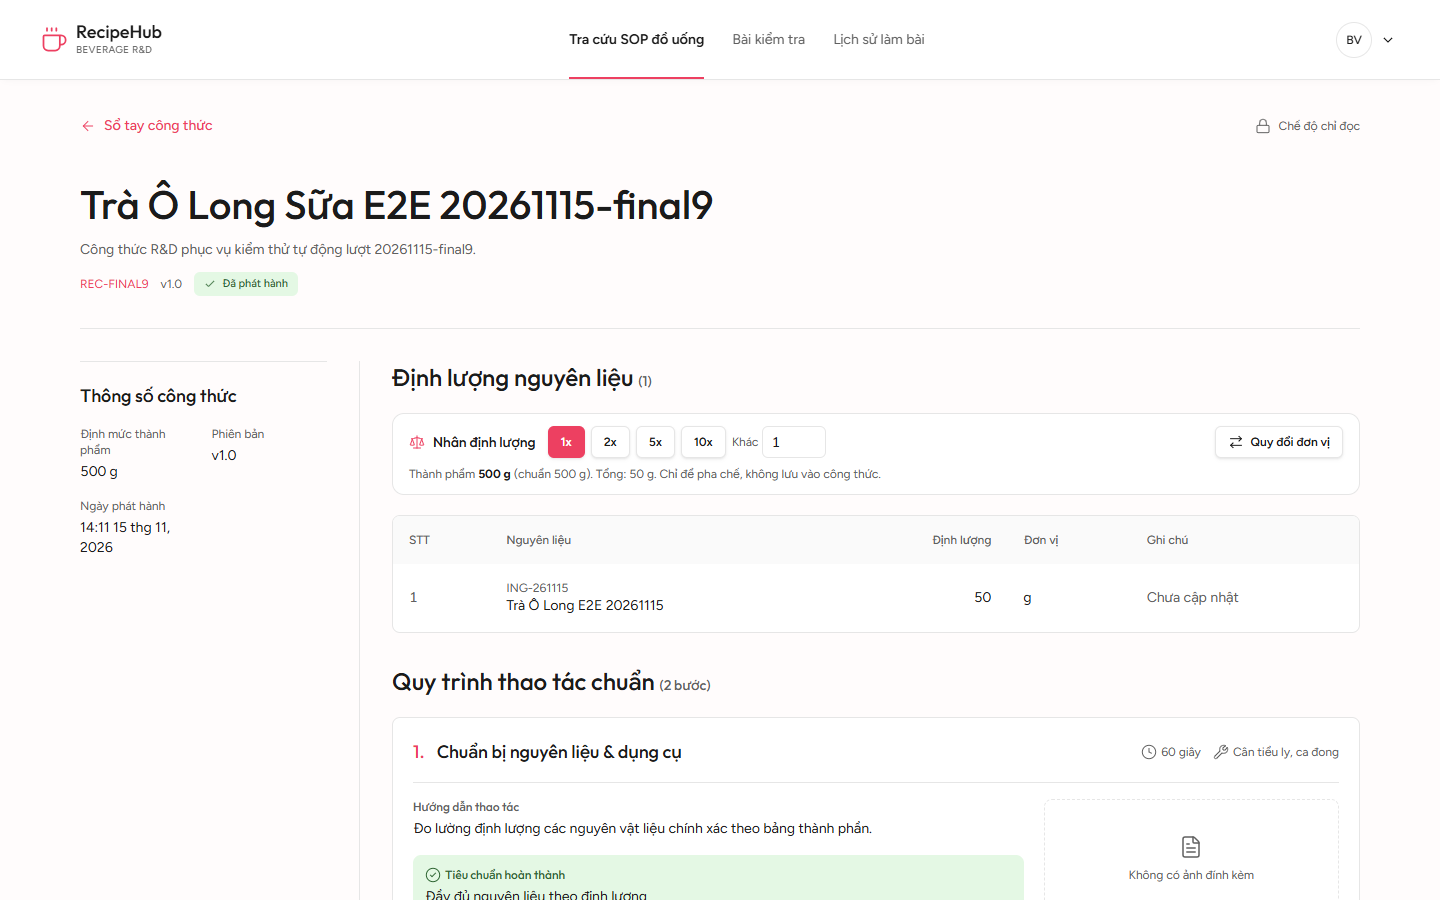 RecipeHub
BEVERAGE R&D
Tra cứu SOP đồ uống
Bài kiểm tra
Lịch sử làm bài
BV
Sổ tay công thức
Chế độ chỉ đọc
Trà Ô Long Sữa E2E 20261115-final9
Công thức R&D phục vụ kiểm thử tự động lượt 20261115-final9.
REC-FINAL9 v1.0 Đã phát hành
Thông số công thức
Định mức thành phẩm
500 g
Phiên bản
v1.0
Ngày phát hành
14:11 15 thg 11,
2026
Định lượng nguyên liệu (1)
Nhân định lượng 1x 2x 5x 10x Khác 1
Quy đổi đơn vị
Thành phẩm 500 g (chuẩn 500 g). Tổng: 50 g. Chỉ để pha chế, không lưu vào công thức.
STT Nguyên liệu Định lượng Đơn vị Ghi chú
ING-261115
1 Trà Ô Long E2E 20261115 50 g Chưa cập nhật
Quy trình thao tác chuẩn (2 bước)
1. Chuẩn bị nguyên liệu & dụng cụ
60 giây Cân tiểu ly, ca đong
Hướng dẫn thao tác
Đo lường định lượng các nguyên vật liệu chính xác theo bảng thành phần.
Tiêu chuẩn hoàn thành
Đầy đủ nguyên liệu theo định lượng
Không có ảnh đính kèm